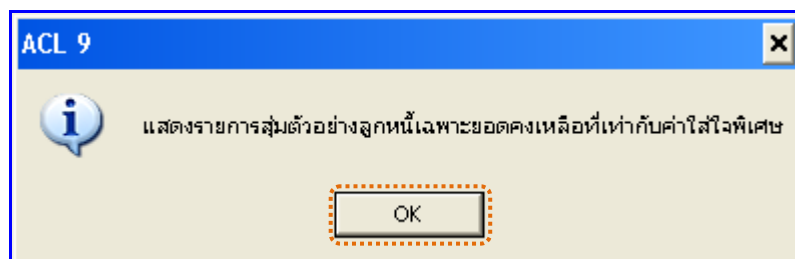 ACL 9
แสดงรายการสุ่มตัวอย่างลูกหนี้เฉพาะยอดคงเหลือที่เท่ากับค่าใส่ใจพิเศษ
OK